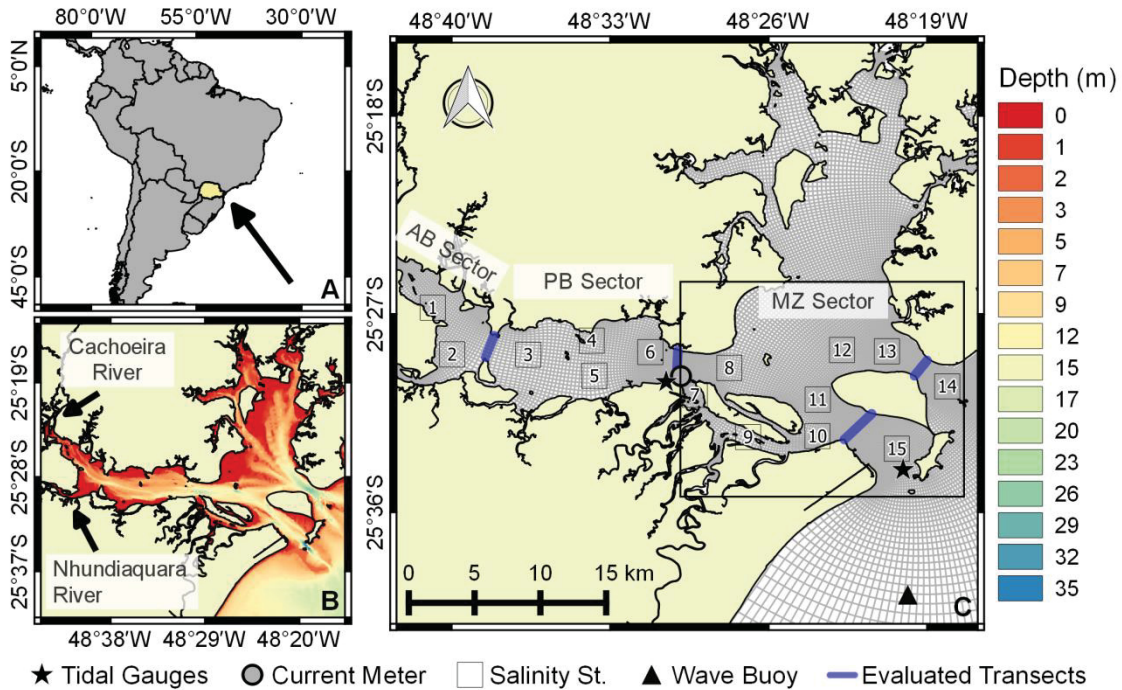 80°0'W 55°0'W 30°0'W
5°0'N
20°0'S
45°0'S
A
Cachoeira
River
25°19'S
25°28'S
25°37'S
Nhundiaquara
River
B
48°38'W 48°29'W 48°20'W
48°40'W 48°33'W 48°26'W 48°19'W
25°18'S
25°27'S
25°36'S
AB Sector
PB Sector
MZ Sector
1
2
3
4
5
6
7
8
9
10
11
12
13
14
15
0 5 10 15 km
C
Depth (m)
0
1
2
3
5
7
9
12
15
17
20
23
26
29
32
35
Tidal Gauges Current Meter Salinity St. Wave Buoy Evaluated Transects